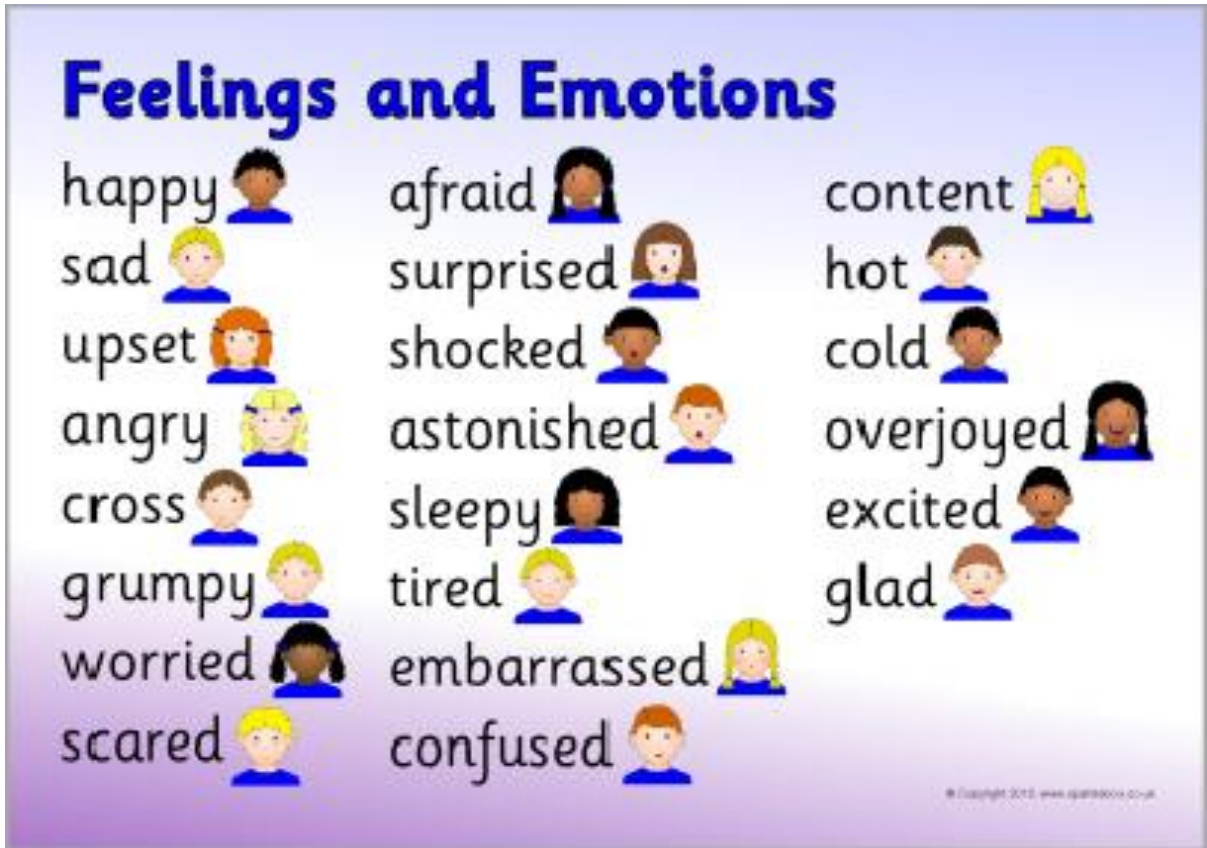 Feelings and Emotions
happy
sad
upset
angry
cross
grumpy
worried
scared
afraid
surprised
shocked
astonished
sleepy
tired
embarrassed
confused
content
hot
cold
overjoyed
excited
glad
© Copyright